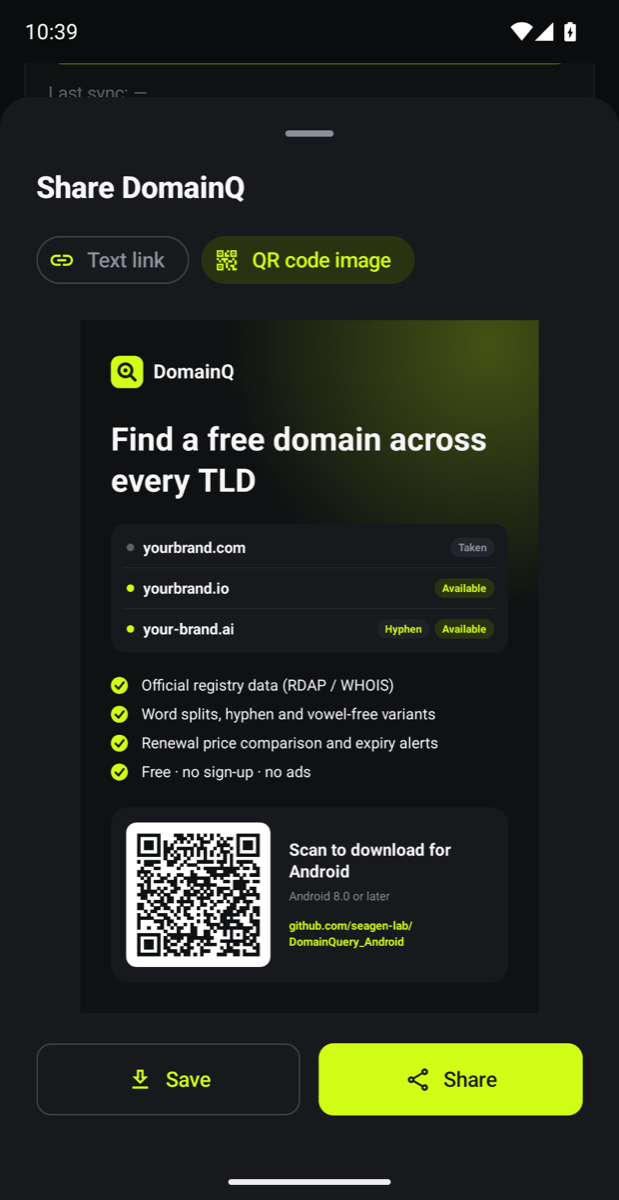 10:39
Last sync: —
Share DomainQ
Text link
QR code image
DomainQ
Find a free domain across
every TLD
yourbrand.com
Taken
yourbrand.io
Available
your-brand.ai
Hyphen
Available
Official registry data (RDAP / WHOIS)
Word splits, hyphen and vowel-free variants
Renewal price comparison and expiry alerts
Free · no sign-up · no ads
Scan to download for
Android
Android 8.0 or later
github.com/seagen-lab/
DomainQuery_Android
Save
Share